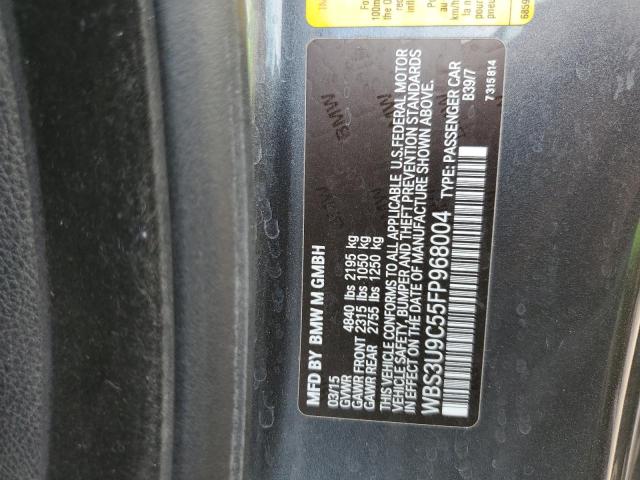 MFD BY BMW M GMBH
03/15
GVWR 4840 lbs 2195 kg
GAWR FRONT 2315 lbs 1050 kg
GAWR REAR 2755 lbs 1250 kg
THIS VEHICLE CONFORMS TO ALL APPLICABLE U.S.FEDERAL MOTOR
VEHICLE SAFETY, BUMPER AND THEFT PREVENTION STANDARDS
IN EFFECT ON THE DATE OF MANUFACTURE SHOWN ABOVE.
WBS3U9C55FP968004 TYPE: PASSENGER CAR
B39/7
7 315 814